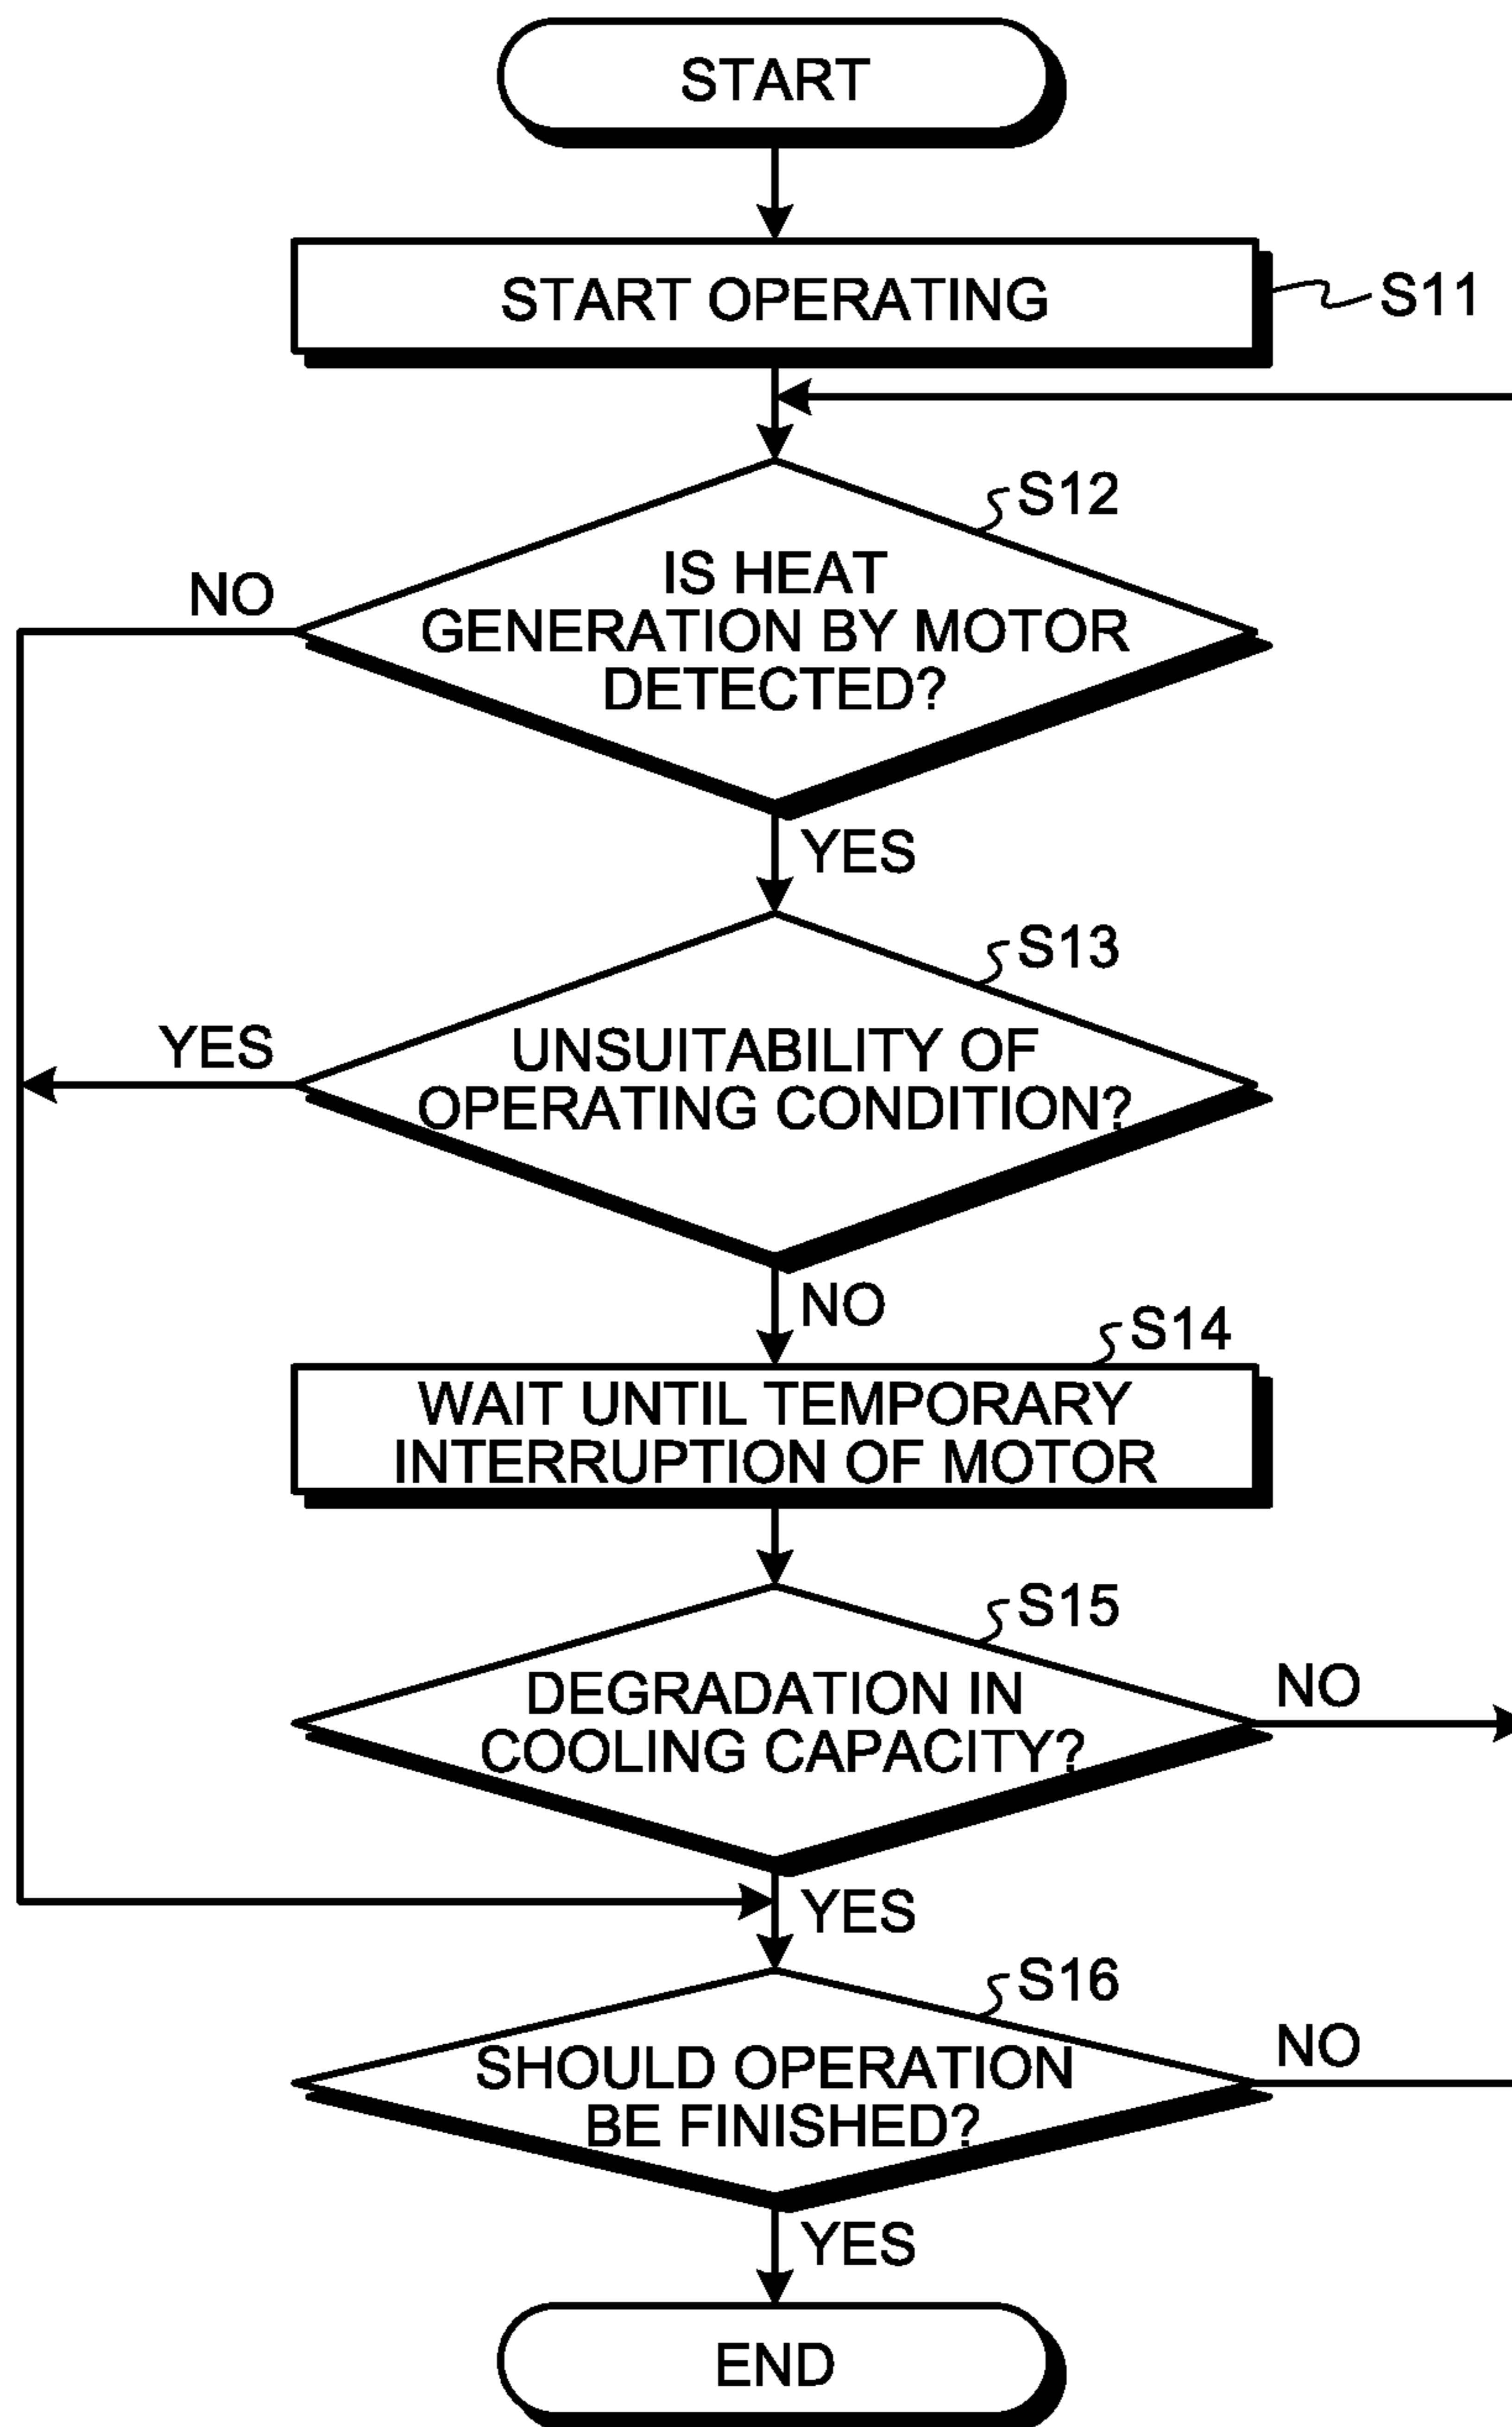 START
START OPERATING
S11
S12
IS HEAT
GENERATION BY MOTOR
DETECTED?
NO
YES
S13
UNSUITABILITY OF
OPERATING CONDITION?
YES
NO
S14
WAIT UNTIL TEMPORARY
INTERRUPTION OF MOTOR
S15
DEGRADATION IN
COOLING CAPACITY?
NO
YES
S16
SHOULD OPERATION
BE FINISHED?
NO
YES
END